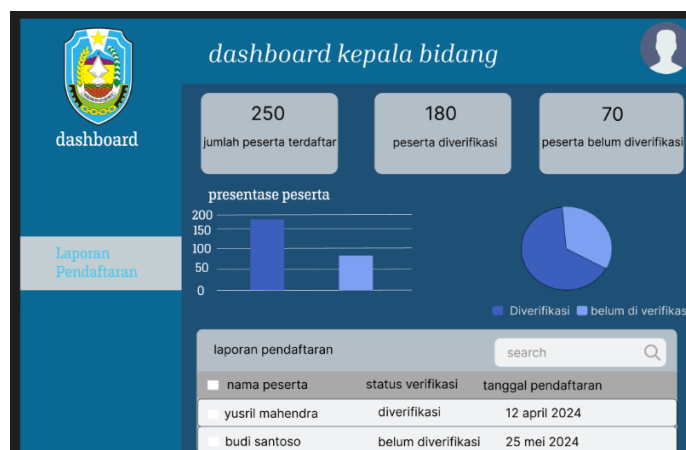 dashboard kepala bidang
dashboard
250
jumlah peserta terdaftar
180
peserta diverifikasi
70
peserta belum diverifikasi
Laporan
Pendaftaran
presentase peserta
200
150
100
50
0
Diverifikasi
belum di verifikas
laporan pendaftaran
search
nama peserta status verifikasi tanggal pendaftaran
yusril mahendra diverifikasi 12 april 2024
budi santoso belum diverifikasi 25 mei 2024